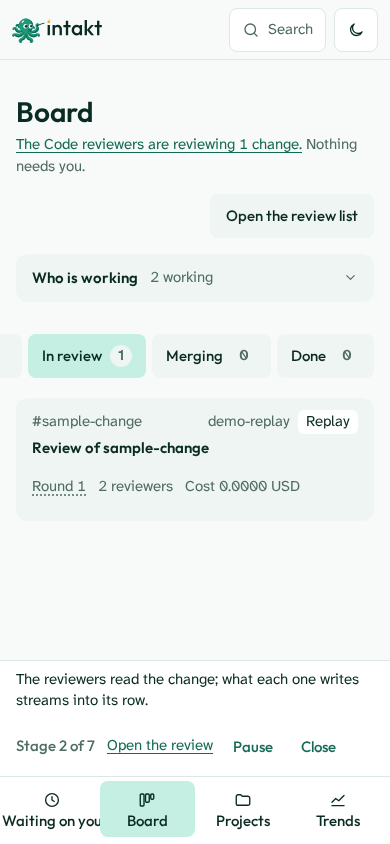 intakt
Search
Board
The Code reviewers are reviewing 1 change. Nothing
needs you.
Open the review list
Who is working 2 working
In review 1 Merging 0 Done 0
#sample-change demo-replay Replay
Review of sample-change
Round 1 2 reviewers Cost 0.0000 USD
The reviewers read the change; what each one writes
streams into its row.
Stage 2 of 7 Open the review Pause Close
Waiting on you Board Projects Trends